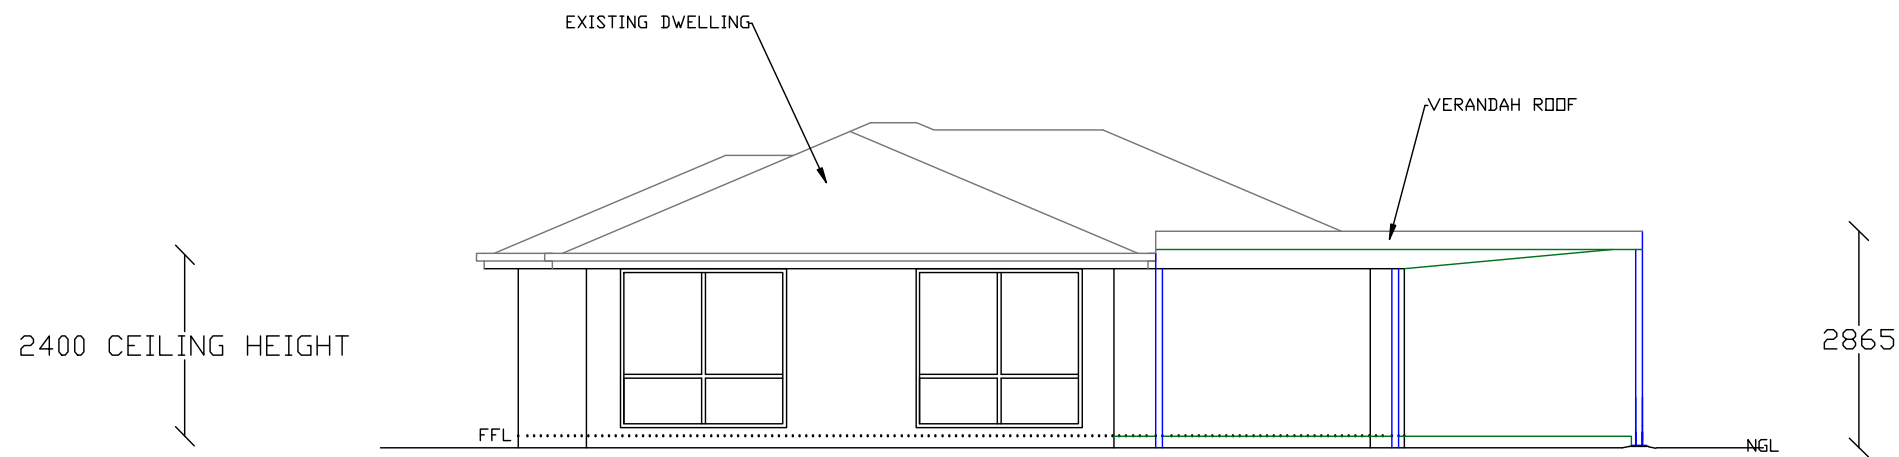 EXISTING DWELLING
VERANDAH ROOF
2400 CEILING HEIGHT
2865
FFL
NGL